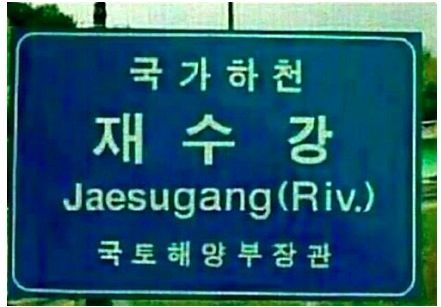 국가하천
재수강
Jaesugang(Riv.)
국토해양부장관